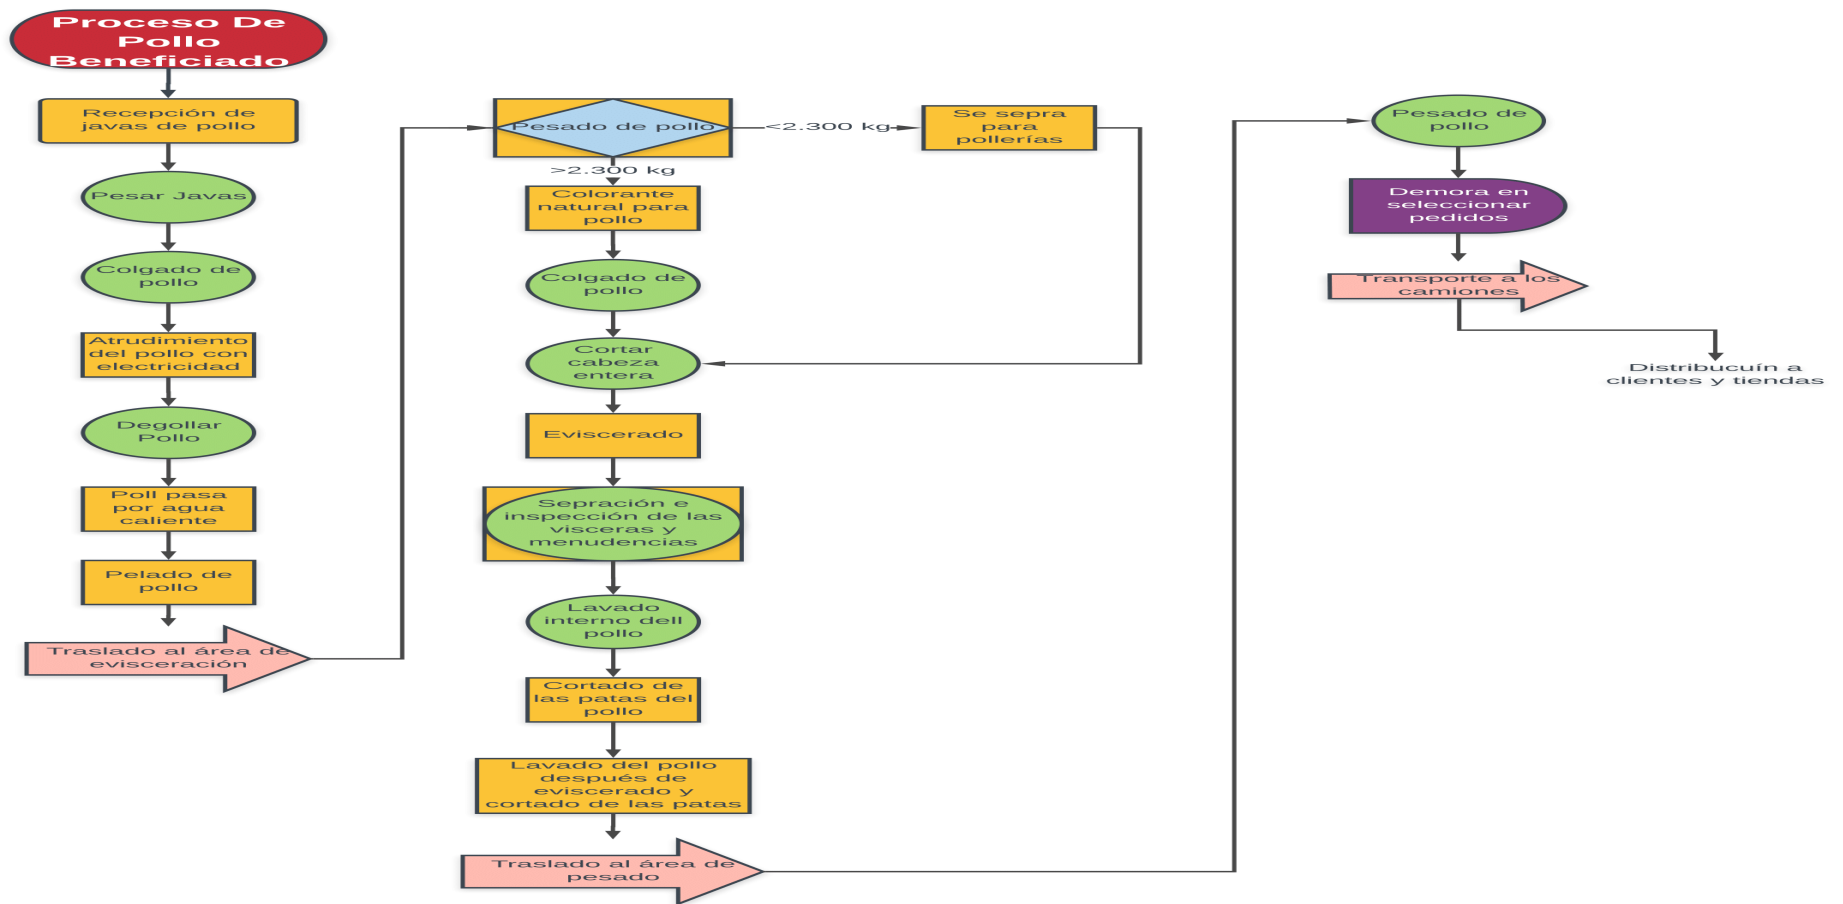 Proceso De
Pollo
Beneficiado
Recepción de
javas de pollo
Pesar Javas
Colgado de
pollo
Atrudimiento
del pollo con
electricidad
Degollar
Pollo
Poll pasa
por agua
caliente
Pelado de
pollo
Traslado al área de
evisceración
Pesado de pollo
<2.300 kg
Se sepra
para
pollerías
>2.300 kg
Colorante
natural para
pollo
Colgado de
pollo
Cortar
cabeza
entera
Eviscerado
Sepración e
inspección de las
visceras y
menudencias
Lavado
interno dell
pollo
Cortado de
las patas del
pollo
Lavado del pollo
después de
eviscerado y
cortado de las patas
Traslado al área de
pesado
Pesado de
pollo
Demora en
seleccionar
pedidos
Transporte a los
camiones
Distribucuín a
clientes y tiendas